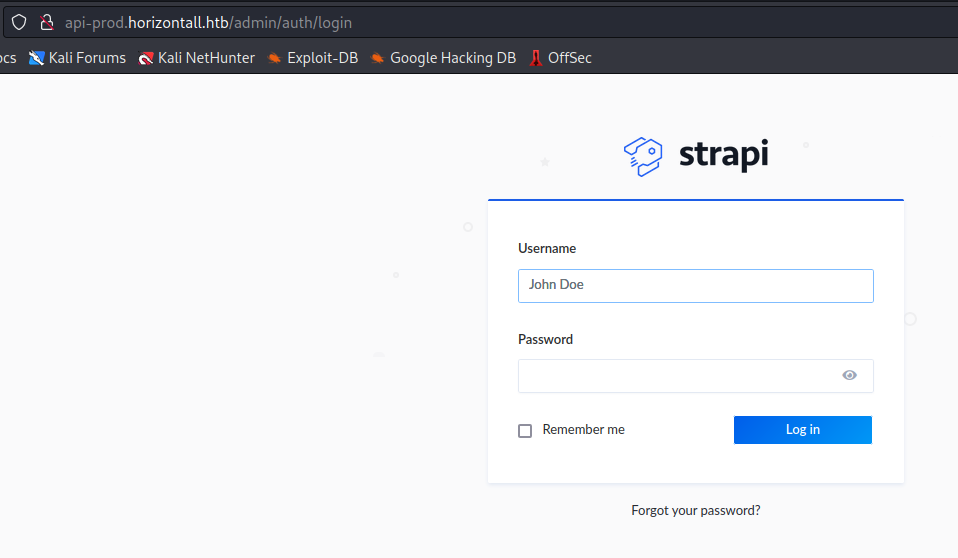 api-prod.horizontall.htb/admin/auth/login
ocs Kali Forums Kali NetHunter Exploit-DB Google Hacking DB OffSec
strapi
Username
John Doe
Password
Remember me Log in
Forgot your password?